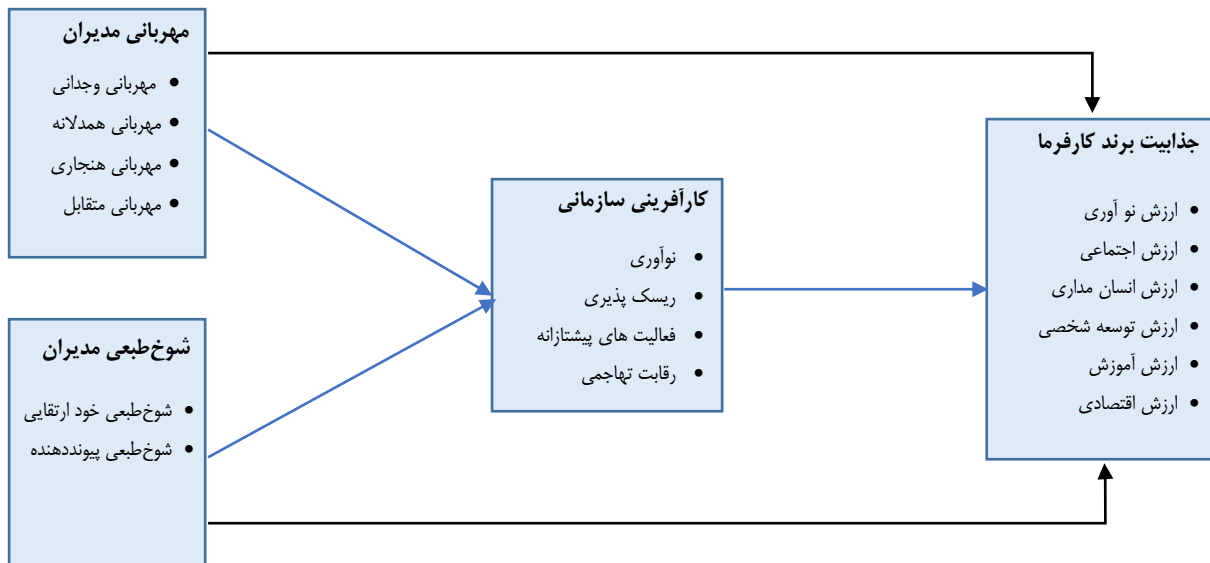 مهربانی مدیران
مهربانی وجدانی
مهربانی همدلانه
مهربانی هنجاری
مهربانی متقابل
شوخ‌طبعی مدیران
شوخ‌طبعی خود ارتقایی
شوخ‌طبعی پیونددهنده
کارآفرینی سازمانی
نوآوری
ریسک پذیری
فعالیت های پیشتازانه
رقابت تهاجمی
جذابیت برند کارفرما
ارزش نو آوری
ارزش اجتماعی
ارزش انسان مداری
ارزش توسعه شخصی
ارزش آموزش
ارزش اقتصادی